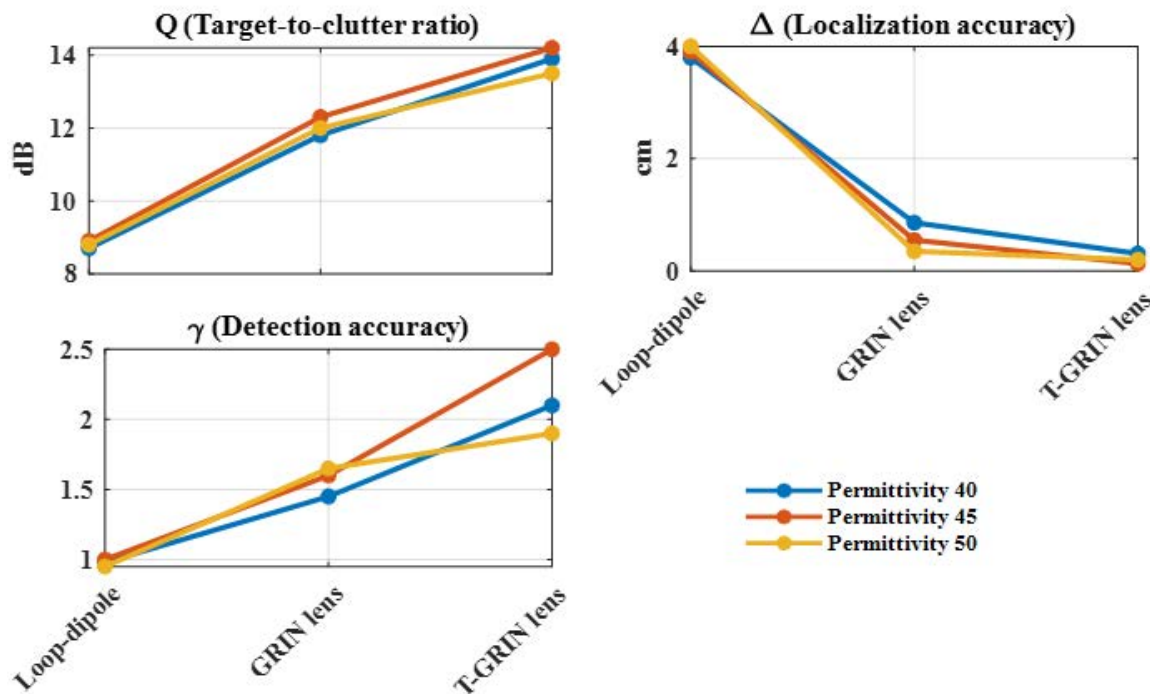 Q (Target-to-clutter ratio)
14
12
10
8
dB
Δ (Localization accuracy)
4
2
0
cm
Loop-dipole
GRIN lens
T-GRIN lens
γ (Detection accuracy)
2.5
2
1.5
1
Loop-dipole
GRIN lens
T-GRIN lens
Permittivity 40
Permittivity 45
Permittivity 50